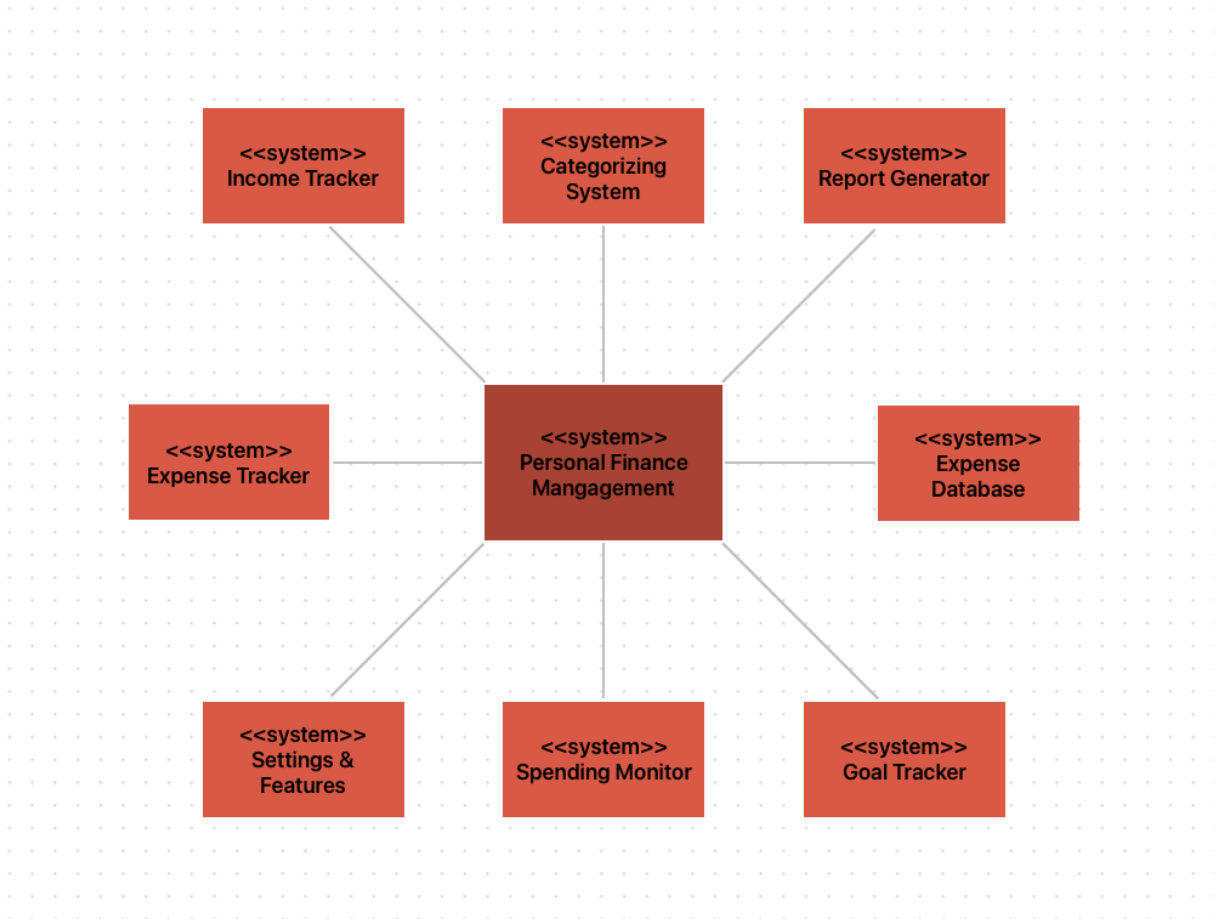 <<system>>
Income Tracker
<<system>>
Categorizing
System
<<system>>
Report Generator
<<system>>
Expense Tracker
<<system>>
Personal Finance
Mangagement
<<system>>
Expense
Database
<<system>>
Settings &
Features
<<system>>
Spending Monitor
<<system>>
Goal Tracker